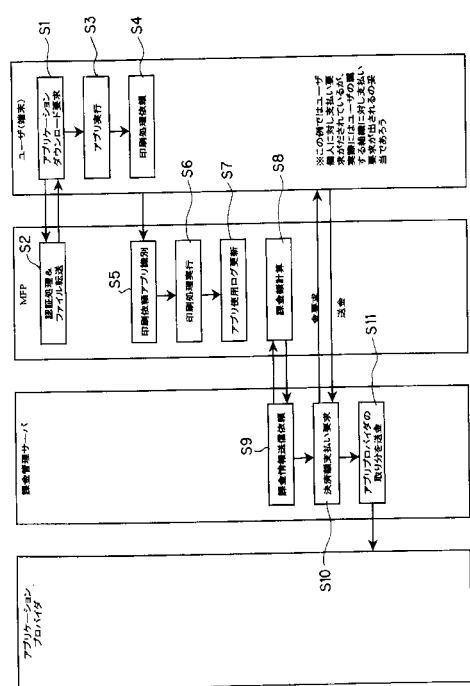 ユーザ(端末)
アプリケーション
ダウンロード要求
S1
アプリ実行
S3
印刷処理依頼
S4
※この例ではユーザ
個人に対し支払い要
求がだされているが、
実際にはユーザの属
する組織に対し支払い
要求が出されるの妥
当であろう
MFP
S2
認証処理&
ファイル転送
S5
印刷依頼アプリ識別
S6
印刷処理実行
S7
アプリ使用ログ更新
S8
課金額計算
金要求
送金
課金管理サーバ
S9
課金情報送信依頼
決済額支払い要求
S10
S11
アプリプロバイダの
取り分を送金
アプリケーション
プロバイダ